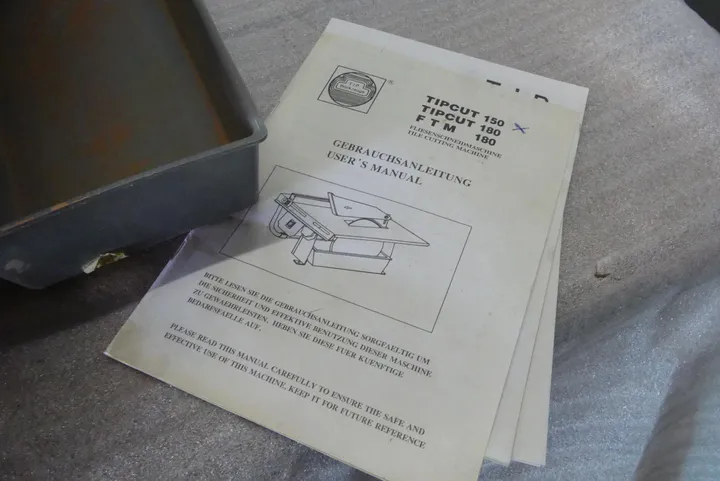 TIP
®
TIPCUT 150
TIPCUT 180 x
F T M 180
FLIESENSCHNEIDMASCHINE
TILE CUTTING MACHINE
GEBRAUCHSANLEITUNG
USER'S MANUAL
BITTE LESEN SIE DIE GEBRAUCHSANLEITUNG SORGFAELTIG UM
DIE SICHERHEIT UND EFFEKTIVE BENUTZUNG DIESER MASCHINE
ZU GEWAEHRLEISTEN. HEBEN SIE DIESE FUER KUENFTIGE
BEDARFSFAELLE AUF.
PLEASE READ THIS MANUAL CAREFULLY TO ENSURE THE SAFE AND
EFFECTIVE USE OF THIS MACHINE, KEEP IT FOR FUTURE REFERENCE